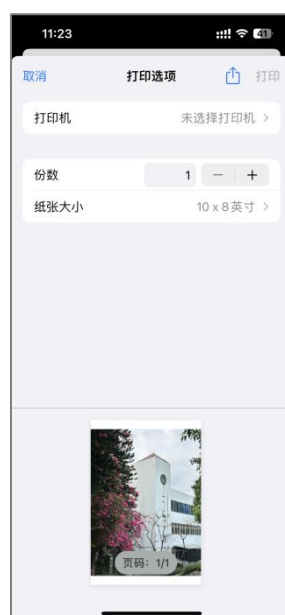 11:23
41
取消 打印选项 打印
打印机 未选择打印机
份数 1
纸张大小 10 x 8英寸
页码：1/1